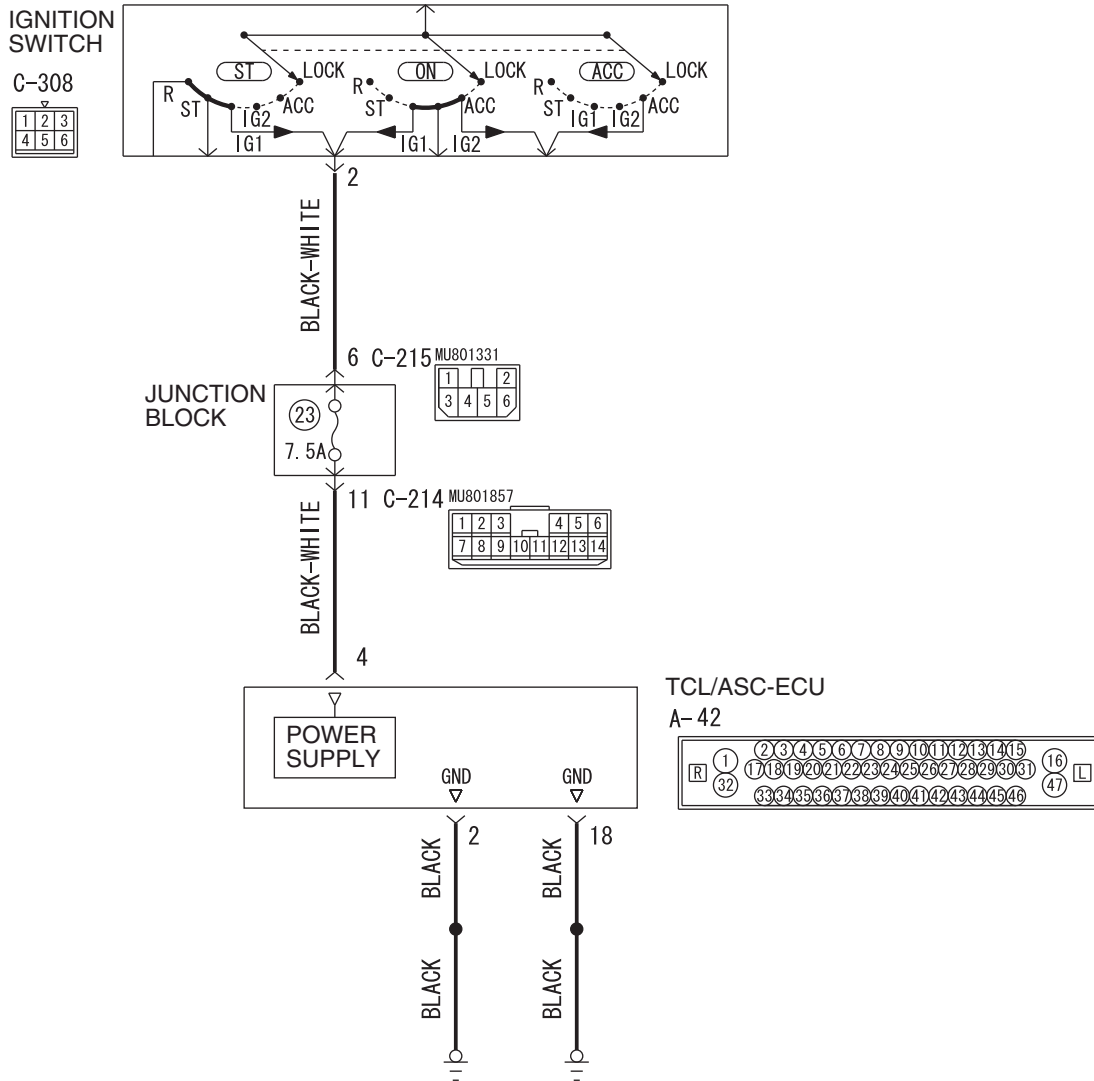 IGNITION
SWITCH
C-308
1 2 3
4 5 6
ST LOCK ON LOCK ACC LOCK
R ST IG1 IG2 ACC
R ST IG1 IG2 ACC
R ST IG1 IG2 ACC
2
BLACK-WHITE
6 C-215 MU801331
1 2
3 4 5 6
JUNCTION
BLOCK
23
7.5A
11 C-214 MU801857
1 2 3 4 5 6
7 8 9 10 11 12 13 14
BLACK-WHITE
4
POWER
SUPPLY
GND GND
2 18
TCL/ASC-ECU
A-42
R 1 2 3 4 5 6 7 8 9 10 11 12 13 14 15 16 L
17 18 19 20 21 22 23 24 25 26 27 28 29 30 31
32 33 34 35 36 37 38 39 40 41 42 43 44 45 46 47
BLACK BLACK
BLACK BLACK